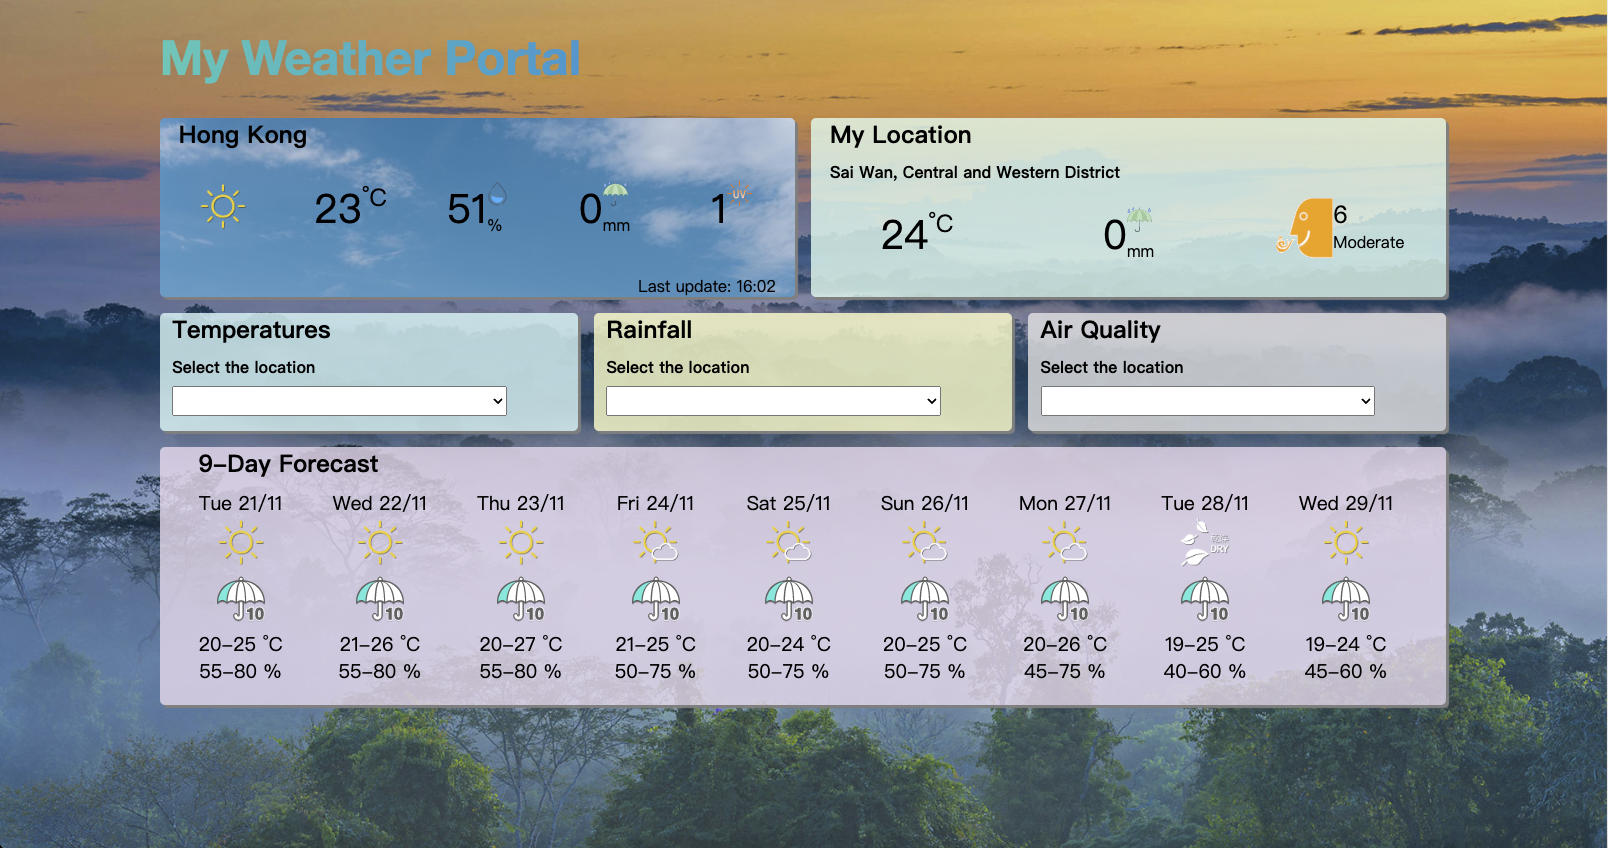 My Weather Portal
Hong Kong
23 °C
51 %
0 mm
1 UV
Last update: 16:02
My Location
Sai Wan, Central and Western District
24 °C
0 mm
6
Moderate
Temperatures
Select the location
Rainfall
Select the location
Air Quality
Select the location
9-Day Forecast
Tue 21/11 Wed 22/11 Thu 23/11 Fri 24/11 Sat 25/11 Sun 26/11 Mon 27/11 Tue 28/11 Wed 29/11
乾燥
DRY
10 10 10 10 10 10 10 10 10
20-25 °C 21-26 °C 20-27 °C 21-25 °C 20-24 °C 20-25 °C 20-26 °C 19-25 °C 19-24 °C
55-80 % 55-80 % 55-80 % 50-75 % 50-75 % 50-75 % 45-75 % 40-60 % 45-60 %